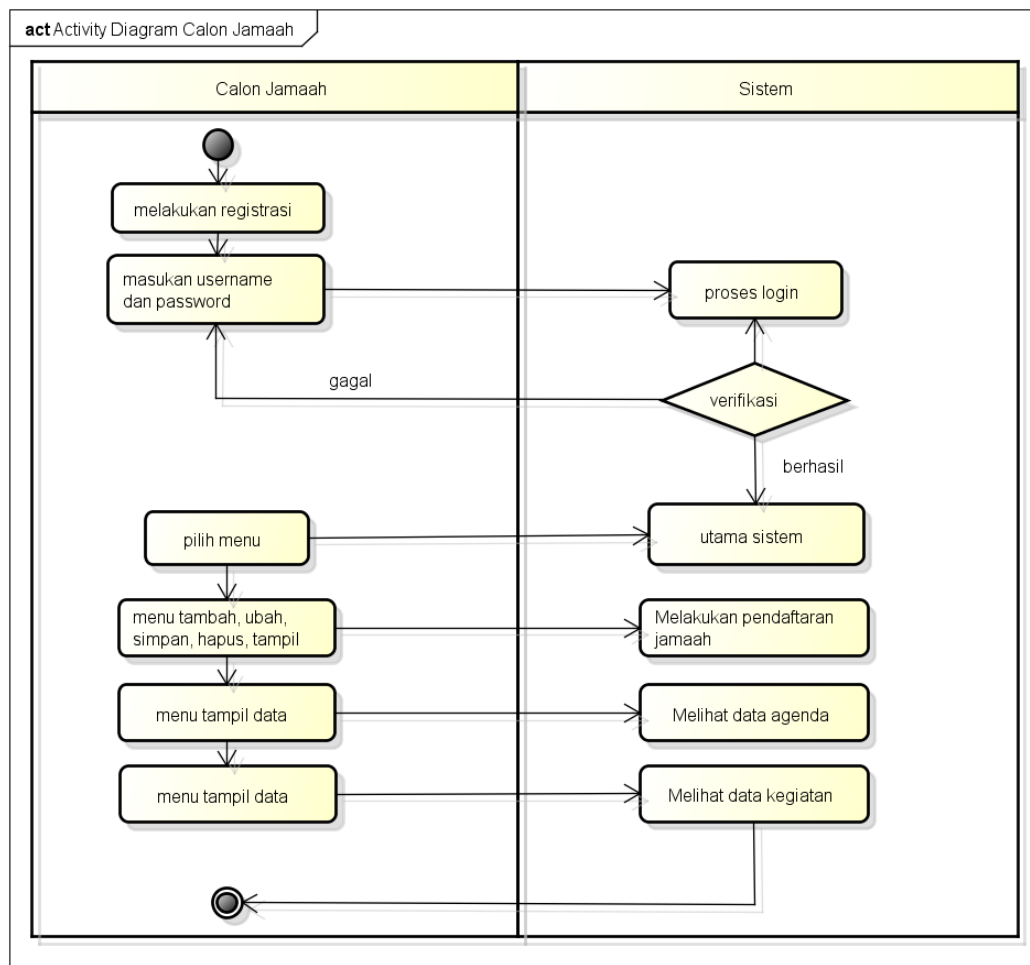 act Activity Diagram Calon Jamaah
Calon Jamaah
Sistem
melakukan registrasi
masukan username
dan password
proses login
gagal
verifikasi
berhasil
pilih menu
utama sistem
menu tambah, ubah,
simpan, hapus, tampil
Melakukan pendaftaran
jamaah
menu tampil data
Melihat data agenda
menu tampil data
Melihat data kegiatan